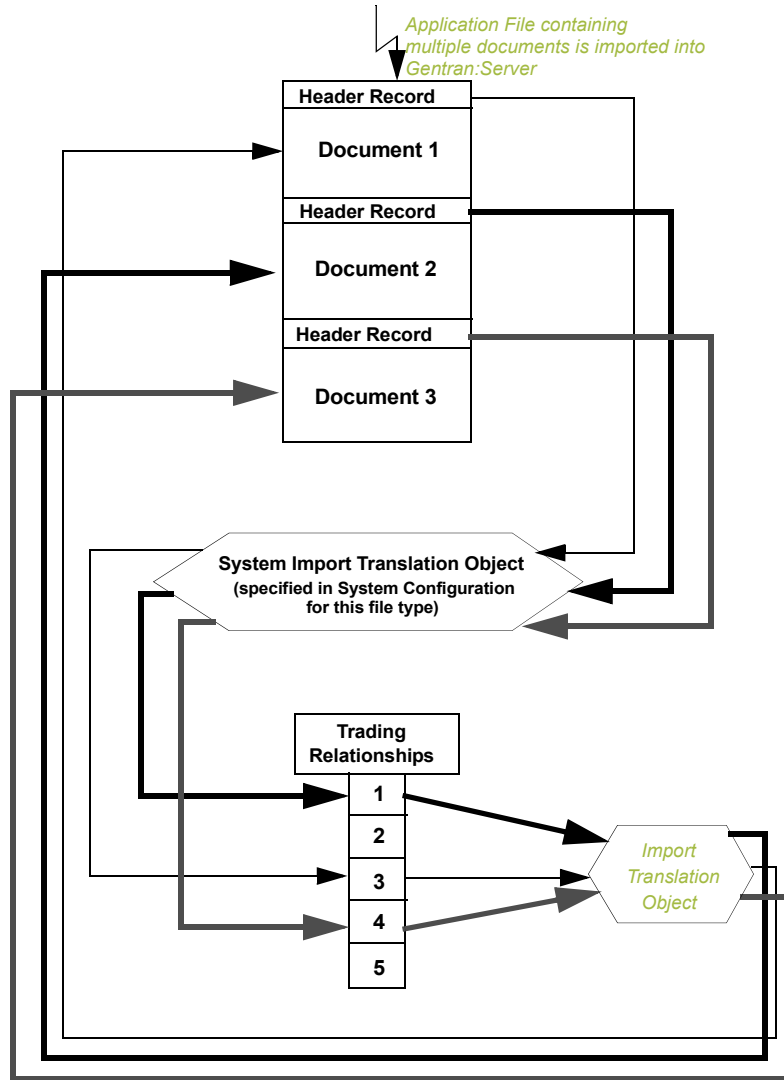 Application File containing
multiple documents is imported into
Gentran:Server
Header Record
Document 1
Header Record
Document 2
Header Record
Document 3
System Import Translation Object
(specified in System Configuration
for this file type)
Trading
Relationships
1
2
3
4
5
Import
Translation
Object